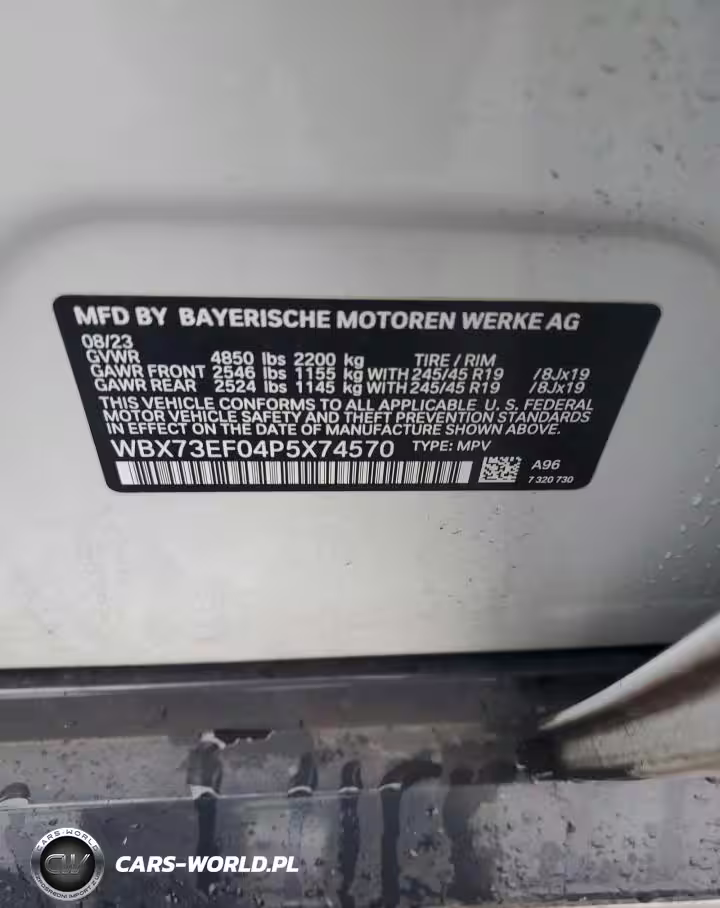 MFD BY BAYERISCHE MOTOREN WERKE AG
08/23
GVWR 4850 lbs 2200 kg TIRE / RIM
GAWR FRONT 2546 lbs 1155 kg WITH 245/45 R19 /8Jx19
GAWR REAR 2524 lbs 1145 kg WITH 245/45 R19 /8Jx19
THIS VEHICLE CONFORMS TO ALL APPLICABLE U. S. FEDERAL
MOTOR VEHICLE SAFETY AND THEFT PREVENTION STANDARDS
IN EFFECT ON THE DATE OF MANUFACTURE SHOWN ABOVE.
WBX73EF04P5X74570 TYPE: MPV
A96
7 320 730
CARS-WORLD
CW
CARS-WORLD.PL